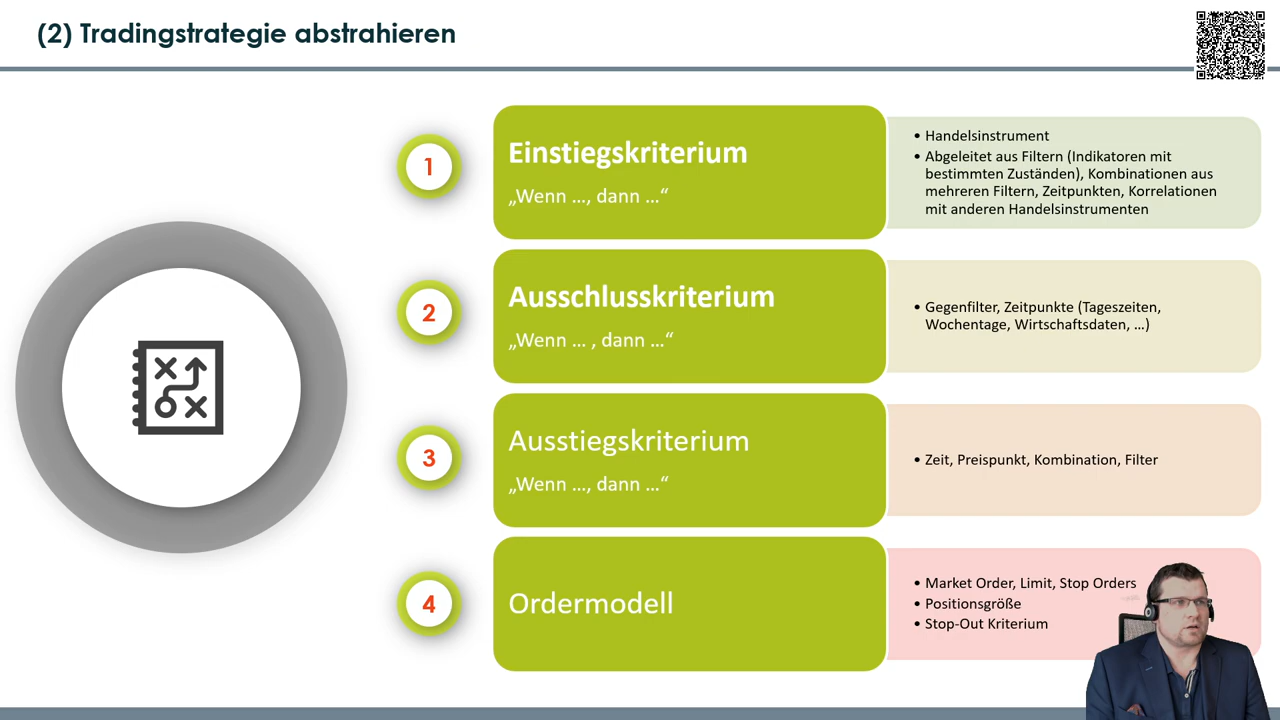 (2) Tradingstrategie abstrahieren
1
Einstiegskriterium
„Wenn ..., dann ...“
• Handelsinstrument
• Abgeleitet aus Filtern (Indikatoren mit
bestimmten Zuständen), Kombinationen aus
mehreren Filtern, Zeitpunkten, Korrelationen
mit anderen Handelsinstrumenten
2
Ausschlusskriterium
„Wenn ... , dann ...“
• Gegenfilter, Zeitpunkte (Tageszeiten,
Wochentage, Wirtschaftsdaten, ...)
3
Ausstiegskriterium
„Wenn ..., dann ...“
• Zeit, Preispunkt, Kombination, Filter
4
Ordermodell
• Market Order, Limit, Stop Orders
• Positionsgröße
• Stop-Out Kriterium